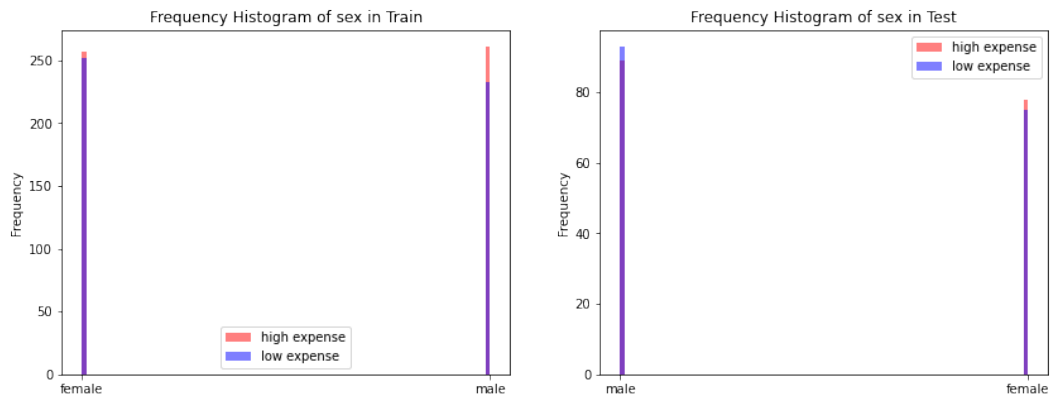 Frequency Histogram of sex in Train
250
200
150
100
50
0
Frequency
female
male
high expense
low expense
Frequency Histogram of sex in Test
80
60
40
20
0
Frequency
male
female
high expense
low expense